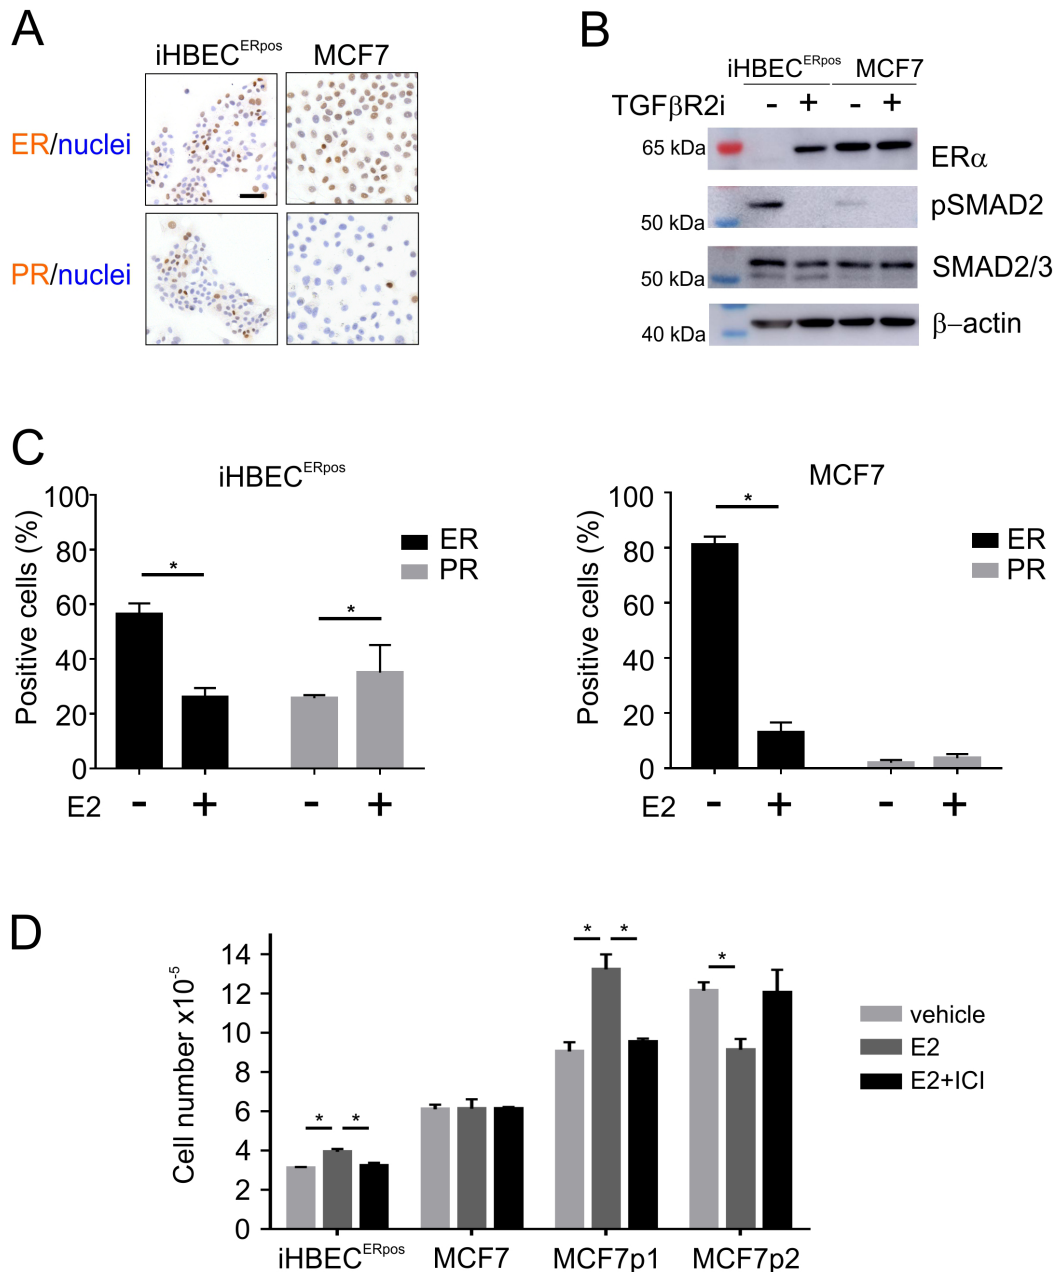 A
iHBEC^ERpos MCF7
ER/nuclei
PR/nuclei
B
iHBEC^ERpos MCF7
TGFβR2i - + - +
65 kDa ERα
pSMAD2
50 kDa
SMAD2/3
50 kDa
β–actin
40 kDa
C
iHBEC^ERpos
Positive cells (%)
100
80
60
40
20
0
* *
ER
PR
E2 - + - +
MCF7
Positive cells (%)
100
80
60
40
20
0
*
ER
PR
E2 - + - +
D
Cell number x10^-5
14
12
10
8
6
4
2
0
* * * * *
vehicle
E2
E2+ICI
iHBEC^ERpos MCF7 MCF7p1 MCF7p2